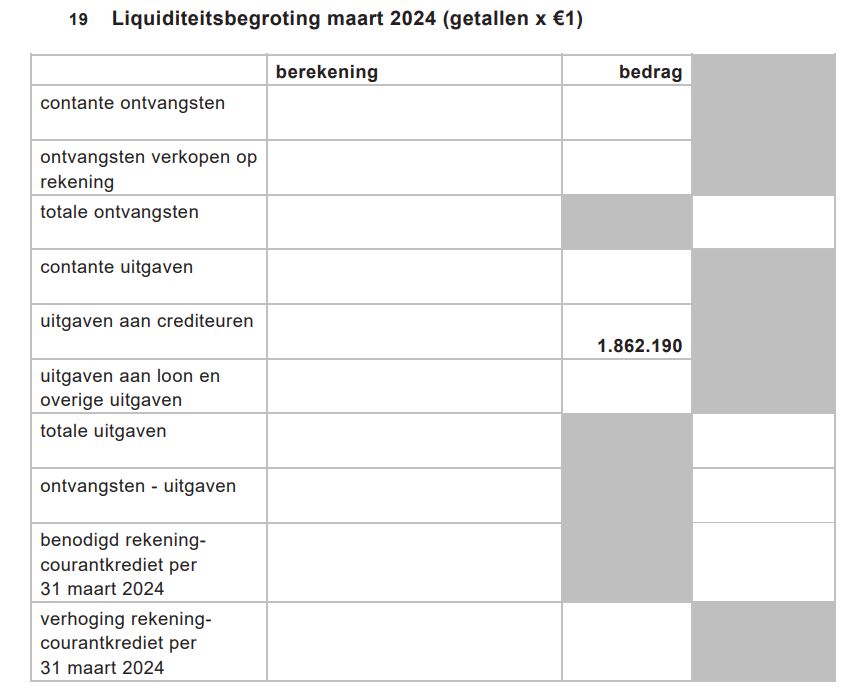 19 Liquiditeitsbegroting maart 2024 (getallen x €1)
berekening bedrag
contante ontvangsten
ontvangsten verkopen op
rekening
totale ontvangsten
contante uitgaven
uitgaven aan crediteuren
1.862.190
uitgaven aan loon en
overige uitgaven
totale uitgaven
ontvangsten - uitgaven
benodigd rekening-
courantkrediet per
31 maart 2024
verhoging rekening-
courantkrediet per
31 maart 2024